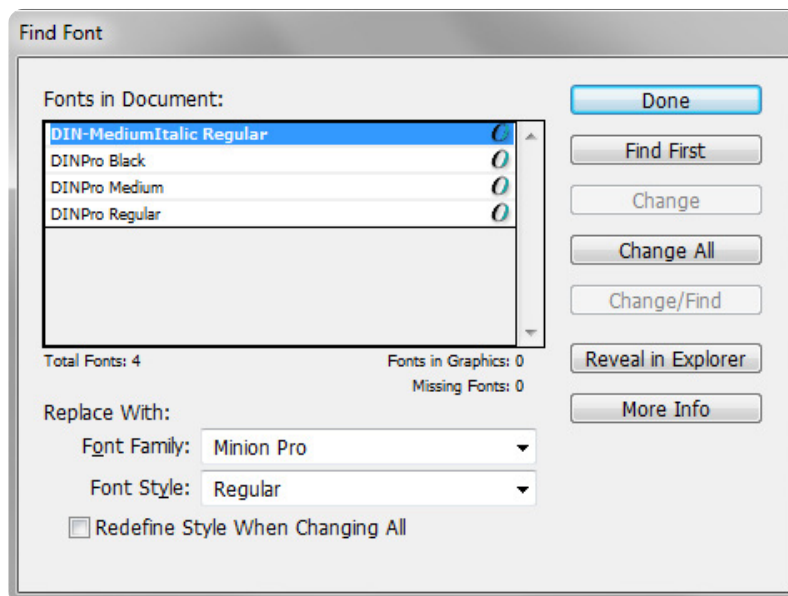 Find Font
Fonts in Document:
DIN-MediumItalic Regular
DINPro Black
DINPro Medium
DINPro Regular
Total Fonts: 4
Fonts in Graphics: 0
Missing Fonts: 0
Replace With:
Font Family: Minion Pro
Font Style: Regular
Redefine Style When Changing All
Done
Find First
Change
Change All
Change/Find
Reveal in Explorer
More Info